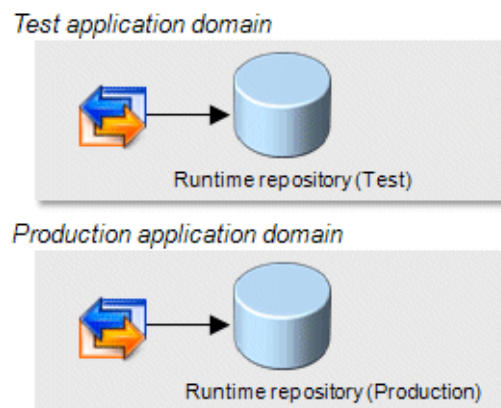 Test application domain
Runtime repository (Test)
Production application domain
Runtime repository (Production)